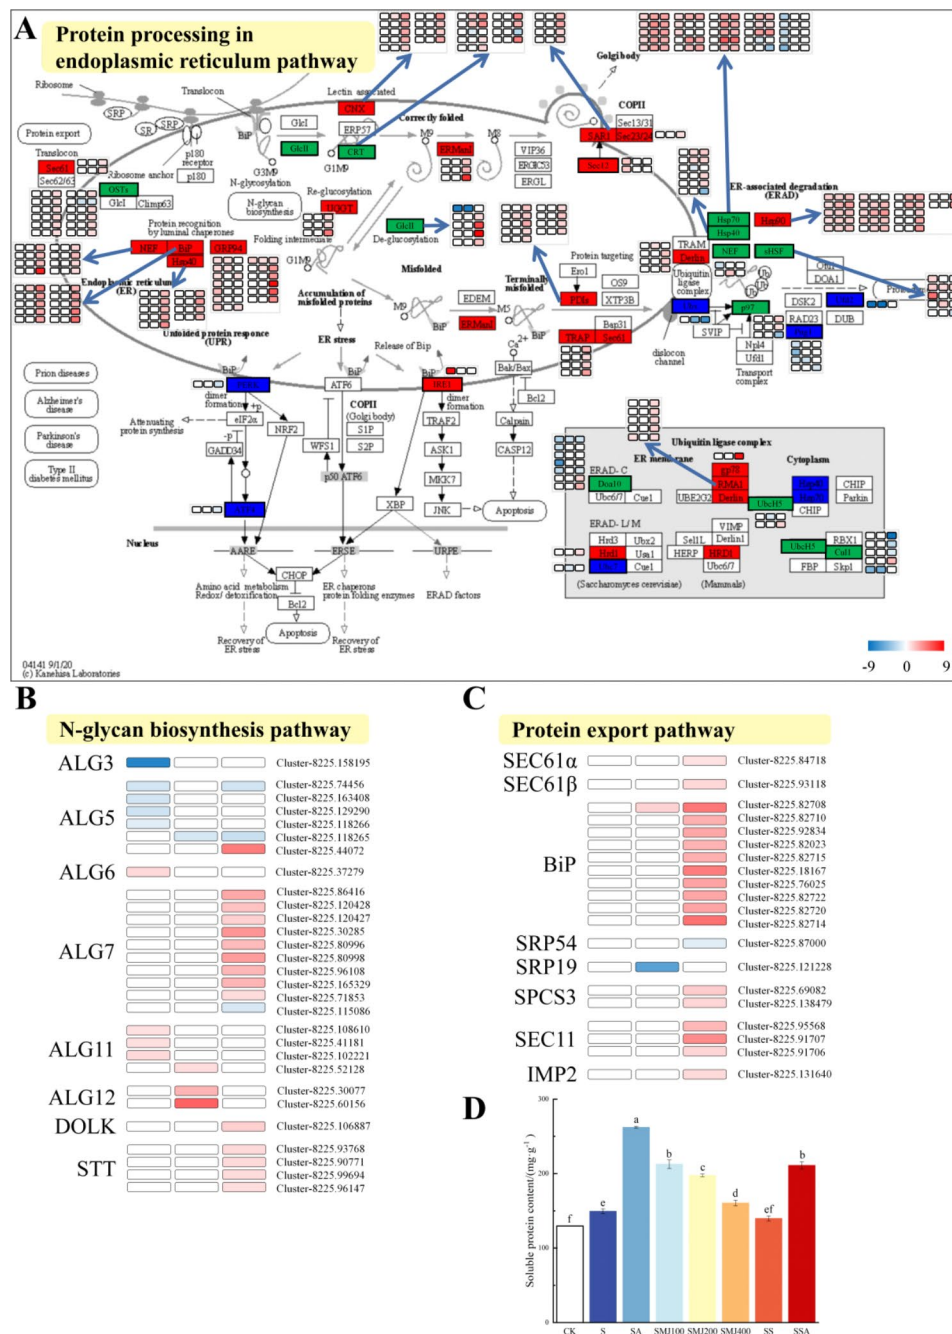 A
Protein processing in
endoplasmic reticulum pathway
Ribosome
SRP
SR
SRP
Translocon
Protein export
Translocon
Sec61
Sec62/63
p180
receptor
p180
Ribosome anchor
OSTs
GlcI
Climp63
BiP
G3M9
N-glycosylation
GlcI
GlcII
Lectin associated
CNX
ERP57
CRT
G1M9
Correctly folded
M9
M8
ERManI
VIP36
ERGIC53
ERGL
Golgi body
COPII
Sec13/31
SAR1
Sec23/24
Sec12
N-glycan
biosynthesis
Re-glucosylation
UGGT
Folding intermediate
G1M9
GlcII
De-glucosylation
Protein recognition
by luminal chaperones
NEF
BiP
GRP94
Hsp40
Endoplasmic reticulum
(ER)
Misfolded
Accumulation of
misfolded proteins
M9
BiP
EDEM
ERManI
M5
BiP
Terminally
misfolded
Protein targeting
Ero1
PDIs
OS9
XTP3B
TRAP
Bap31
Sec61
ER-associated degradation
(ERAD)
Hsp70
Hsp40
Hsp90
NEF
sHSF
TRAM
Derlin
Ubiquitin
ligase complex
SVIP
p97
Npl4
Ufd1
Transport
complex
dislocon
channel
Ub
Ub
Ub
DOA1
DSK2
RAD23
DUB
Unfolded protein responce
(UPR)
ER stress
Release of Bip
BiP
BiP
BiP
PERK
ATF6
IRE1
dimer
formation
dimer
formation
+p
eIF2α
-p
GADD34
NRF2
Attenuating
protein synthesis
ATF4
COPII
(Golgi body)
S1P
S2P
WFS1
p50 ATF6
TRAF2
ASK1
MKK7
JNK
XBP
Ca2+
Bak/Bax
Bcl2
Calpain
CASP12
Apoptosis
Prion diseases
Alzheimer's
disease
Parkinson's
disease
Type II
diabetes mellitus
Nucleus
AARE
ERSE
URPE
CHOP
Bcl2
Apoptosis
Amino acid metabolism
Redox/ detoxification
ER chaperons
protein folding enzymes
ERAD factors
Recovery of
ER stress
Recovery of
ER stress
Ubiquitin ligase complex
ER membrane
Cytoplasm
ERAD- C
Doa10
Ubc6/7
Cue1
UBE2G2
gp78
RMA1
Derlin
UbcH5
Hsp40
Hsp70
CHIP
CHIP
Parkin
ERAD- L/ M
Hrd3
Ubx2
Hrd1
Usa1
Cue1
(Saccharomyces cerevisiae)
VIMP
Sel1L
Derlin1
HERP
HRD1
Ubc6/7
(Mammals)
UbcH5
RBX1
Cul1
FBP
Skp1
04141 9/1/20
(c) Kanehisa Laboratories
-9
0
9
B
N-glycan biosynthesis pathway
ALG3
Cluster-8225.158195
ALG5
Cluster-8225.74456
Cluster-8225.163408
Cluster-8225.129290
Cluster-8225.118266
Cluster-8225.118265
Cluster-8225.44072
ALG6
Cluster-8225.37279
ALG7
Cluster-8225.86416
Cluster-8225.120428
Cluster-8225.120427
Cluster-8225.30285
Cluster-8225.80996
Cluster-8225.80998
Cluster-8225.96108
Cluster-8225.165329
Cluster-8225.71853
Cluster-8225.115086
ALG11
Cluster-8225.108610
Cluster-8225.41181
Cluster-8225.102221
Cluster-8225.52128
ALG12
Cluster-8225.30077
Cluster-8225.60156
DOLK
Cluster-8225.106887
STT
Cluster-8225.93768
Cluster-8225.90771
Cluster-8225.99694
Cluster-8225.96147
C
Protein export pathway
SEC61α
Cluster-8225.84718
SEC61β
Cluster-8225.93118
BiP
Cluster-8225.82708
Cluster-8225.82710
Cluster-8225.92834
Cluster-8225.82023
Cluster-8225.82715
Cluster-8225.18167
Cluster-8225.76025
Cluster-8225.82722
Cluster-8225.82720
Cluster-8225.82714
SRP54
Cluster-8225.87000
SRP19
Cluster-8225.121228
SPCS3
Cluster-8225.69082
Cluster-8225.138479
SEC11
Cluster-8225.95568
Cluster-8225.91707
Cluster-8225.91706
IMP2
Cluster-8225.131640
D
Soluble protein content/(mg·g-1)
300
200
100
0
f
e
a
b
c
d
ef
b
CK
S
SA
SMJ100
SMJ200
SMJ400
SS
SSA